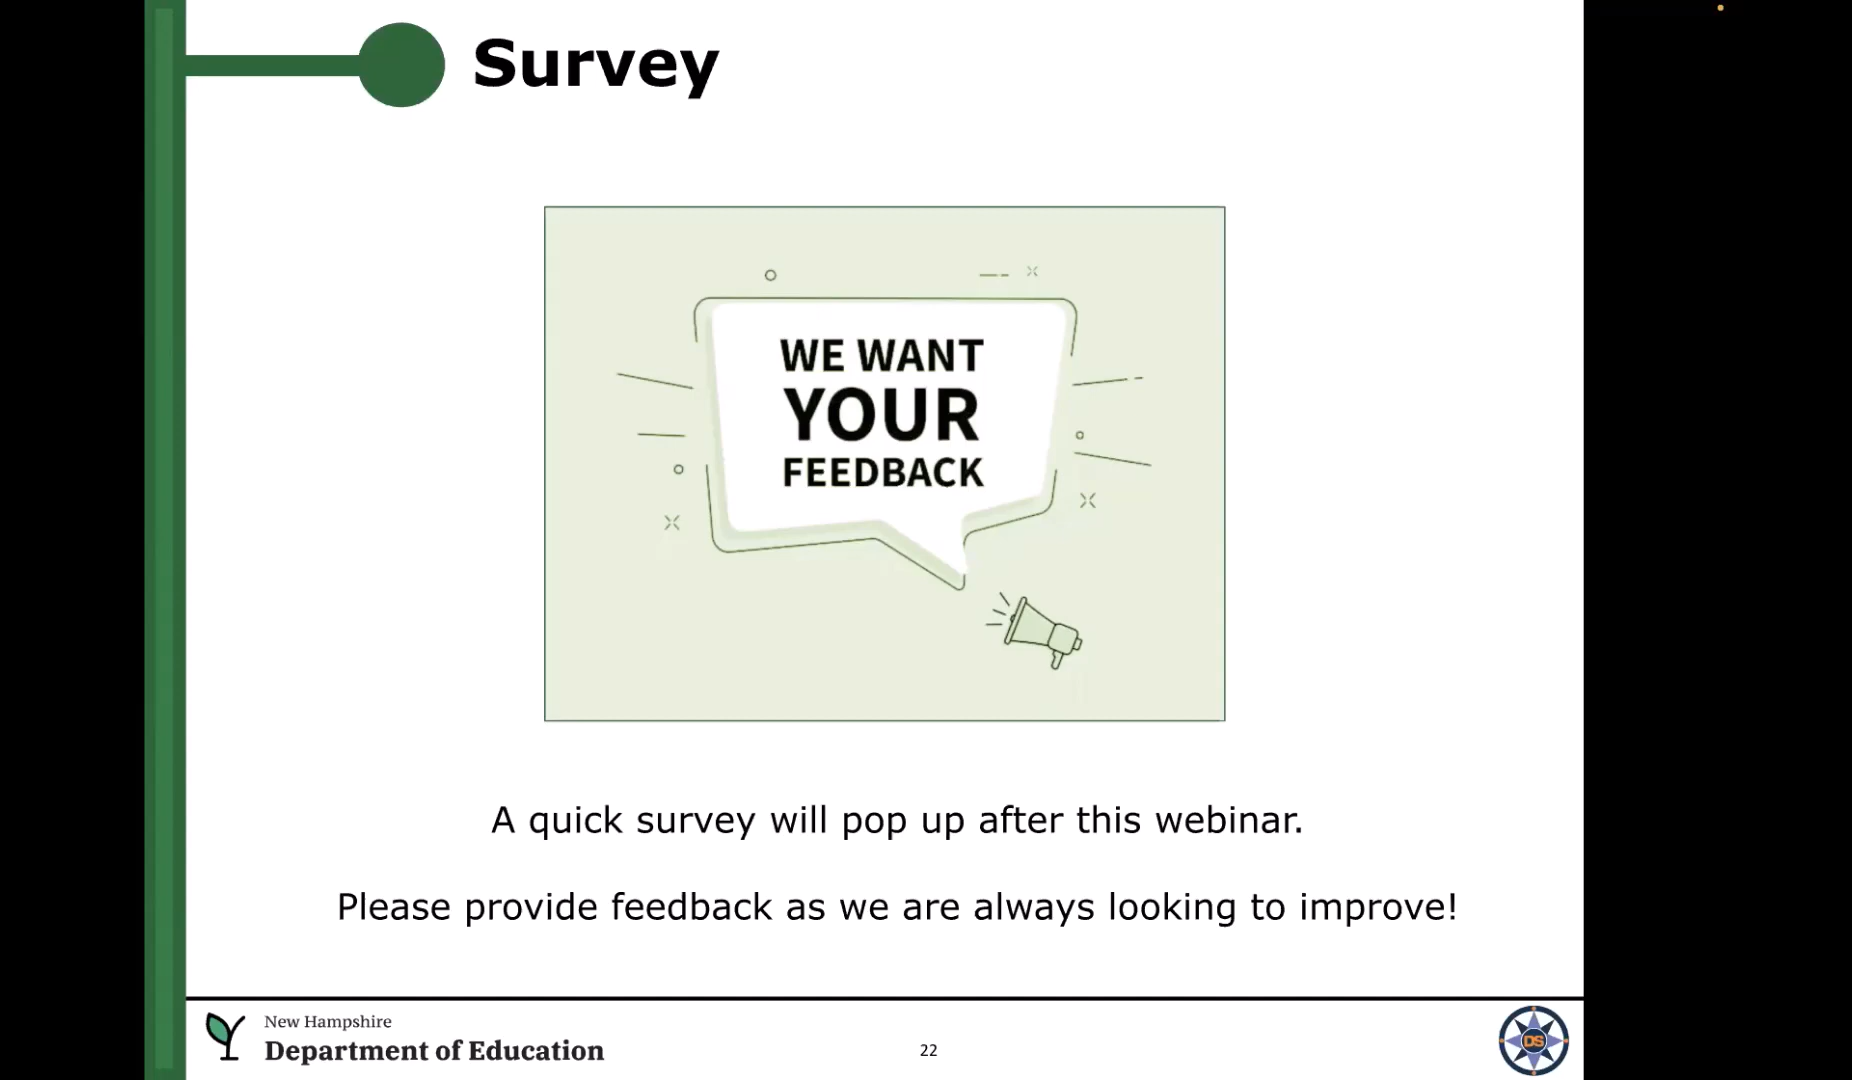 Survey
WE WANT
YOUR
FEEDBACK
A quick survey will pop up after this webinar.
Please provide feedback as we are always looking to improve!
New Hampshire
Department of Education
22
DS